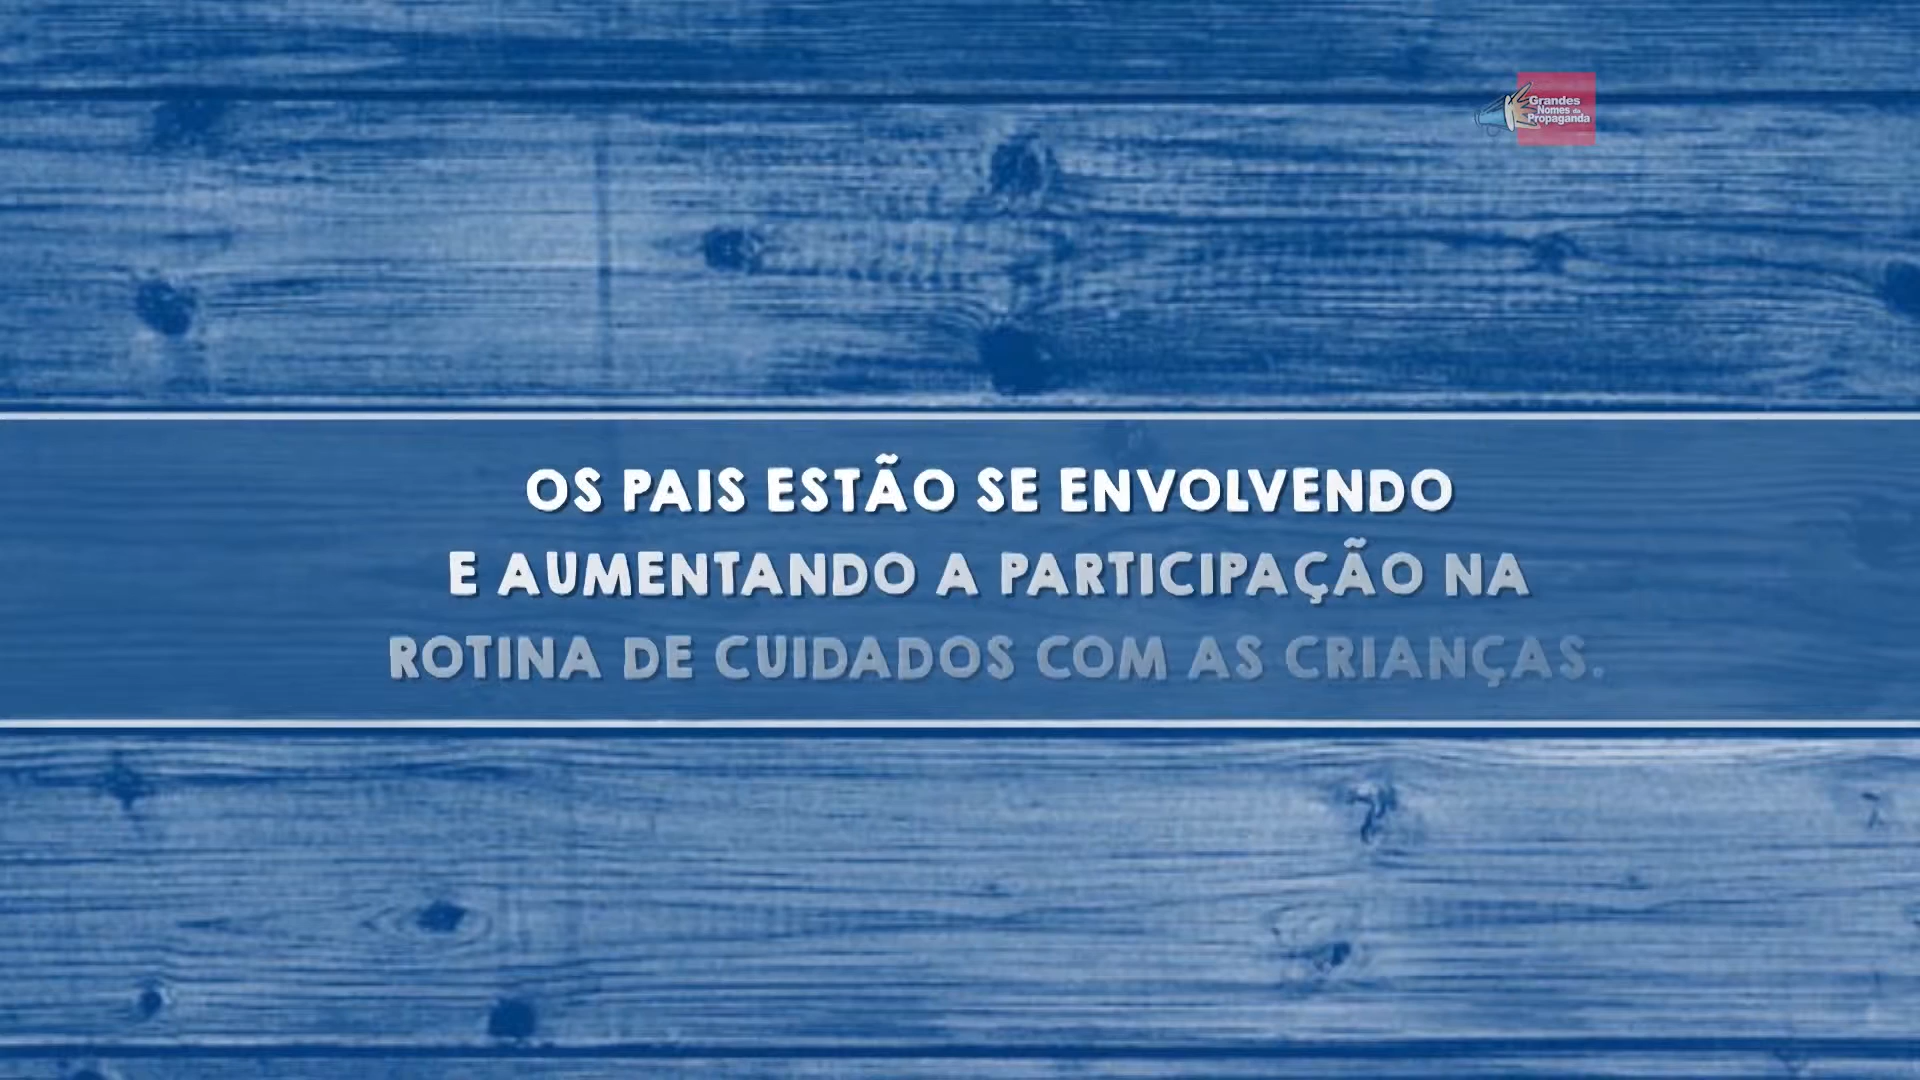 Grandes
Nomes da
Propaganda
OS PAIS ESTÃO SE ENVOLVENDO
E AUMENTANDO A PARTICIPAÇÃO NA
ROTINA DE CUIDADOS COM AS CRIANÇAS.